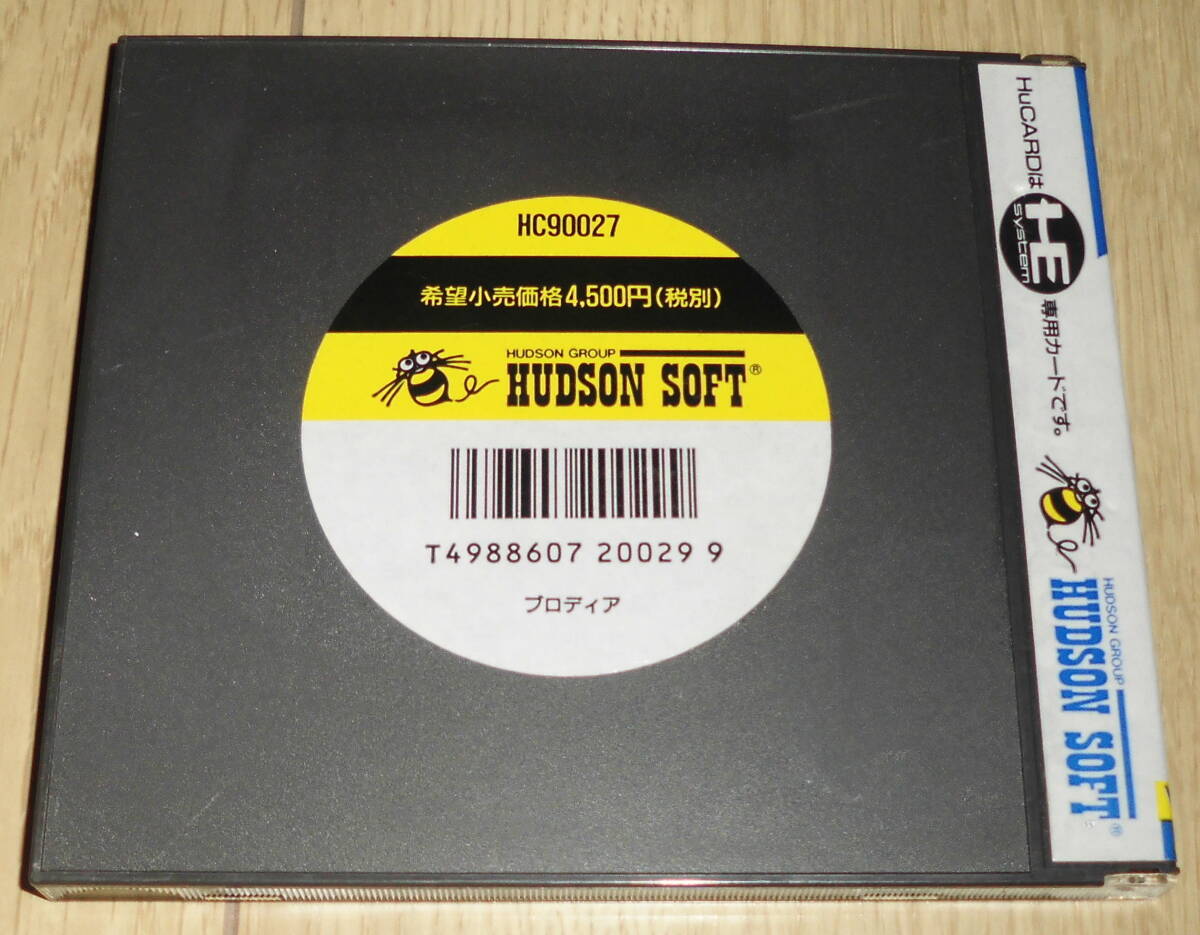 HC90027
希望小売価格4,500円(税別)
HUDSON GROUP
HUDSON SOFT®
T4988607 20029 9
ブロディア
HuCARDは HE system 専用カードです。
HUDSON GROUP
HUDSON SOFT®